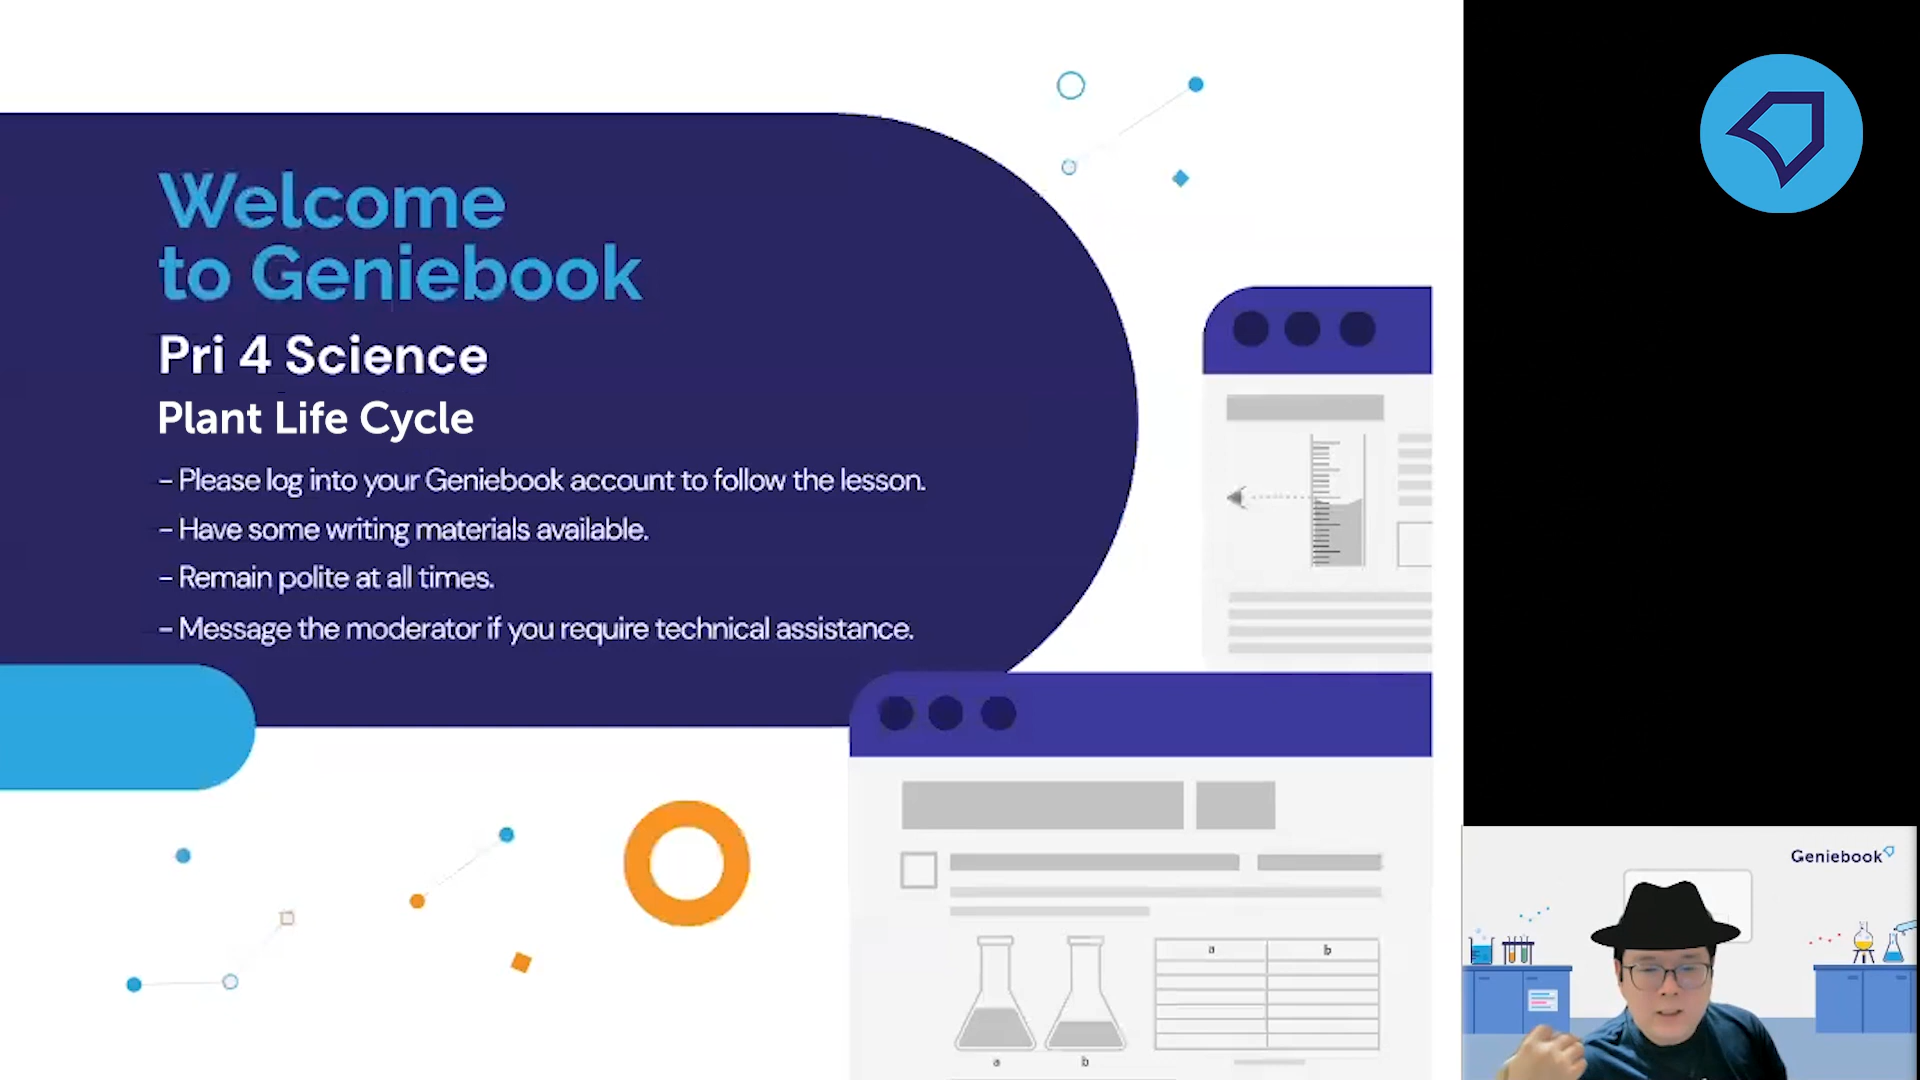 Welcome
to Geniebook
Pri 4 Science
Plant Life Cycle
- Please log into your Geniebook account to follow the lesson.
- Have some writing materials available.
- Remain polite at all times.
- Message the moderator if you require technical assistance.
a b
a b
Geniebook